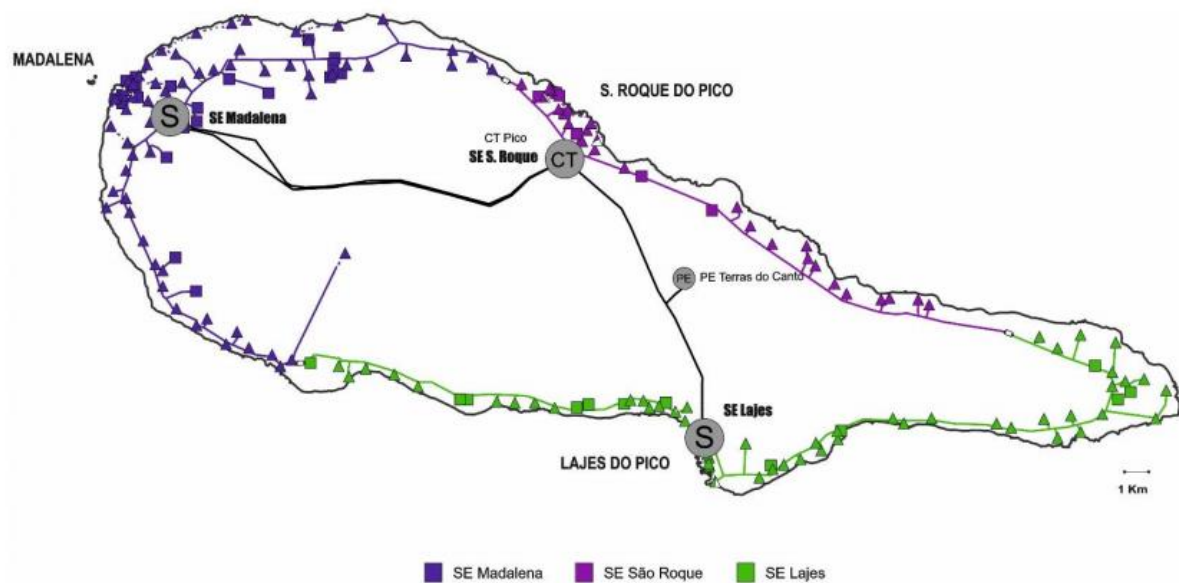 MADALENA
S
SE Madalena
S. ROQUE DO PICO
CT Pico
SE S. Roque
CT
PE
PE Terras do Canto
SE Lajes
S
LAJES DO PICO
1 Km
SE Madalena
SE São Roque
SE Lajes